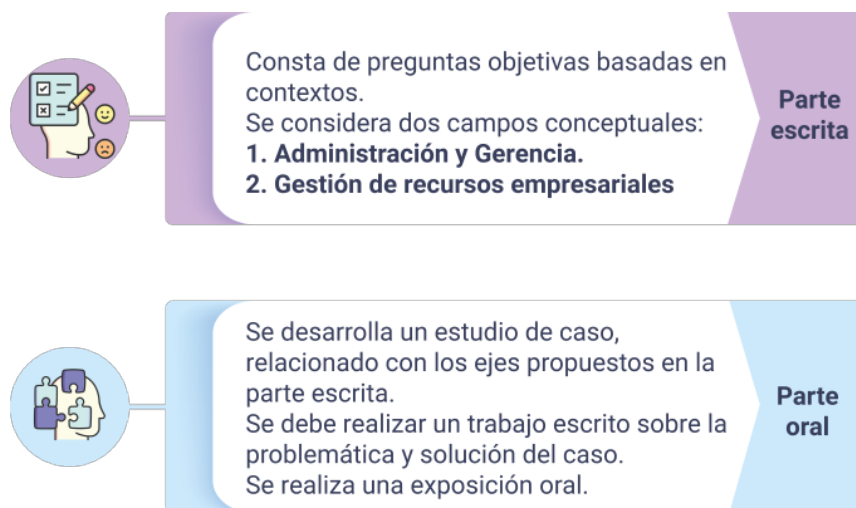 Consta de preguntas objetivas basadas en
contextos.
Se considera dos campos conceptuales:
1. Administración y Gerencia.
2. Gestión de recursos empresariales
Parte
escrita
Se desarrolla un estudio de caso,
relacionado con los ejes propuestos en la
parte escrita.
Se debe realizar un trabajo escrito sobre la
problemática y solución del caso.
Se realiza una exposición oral.
Parte
oral